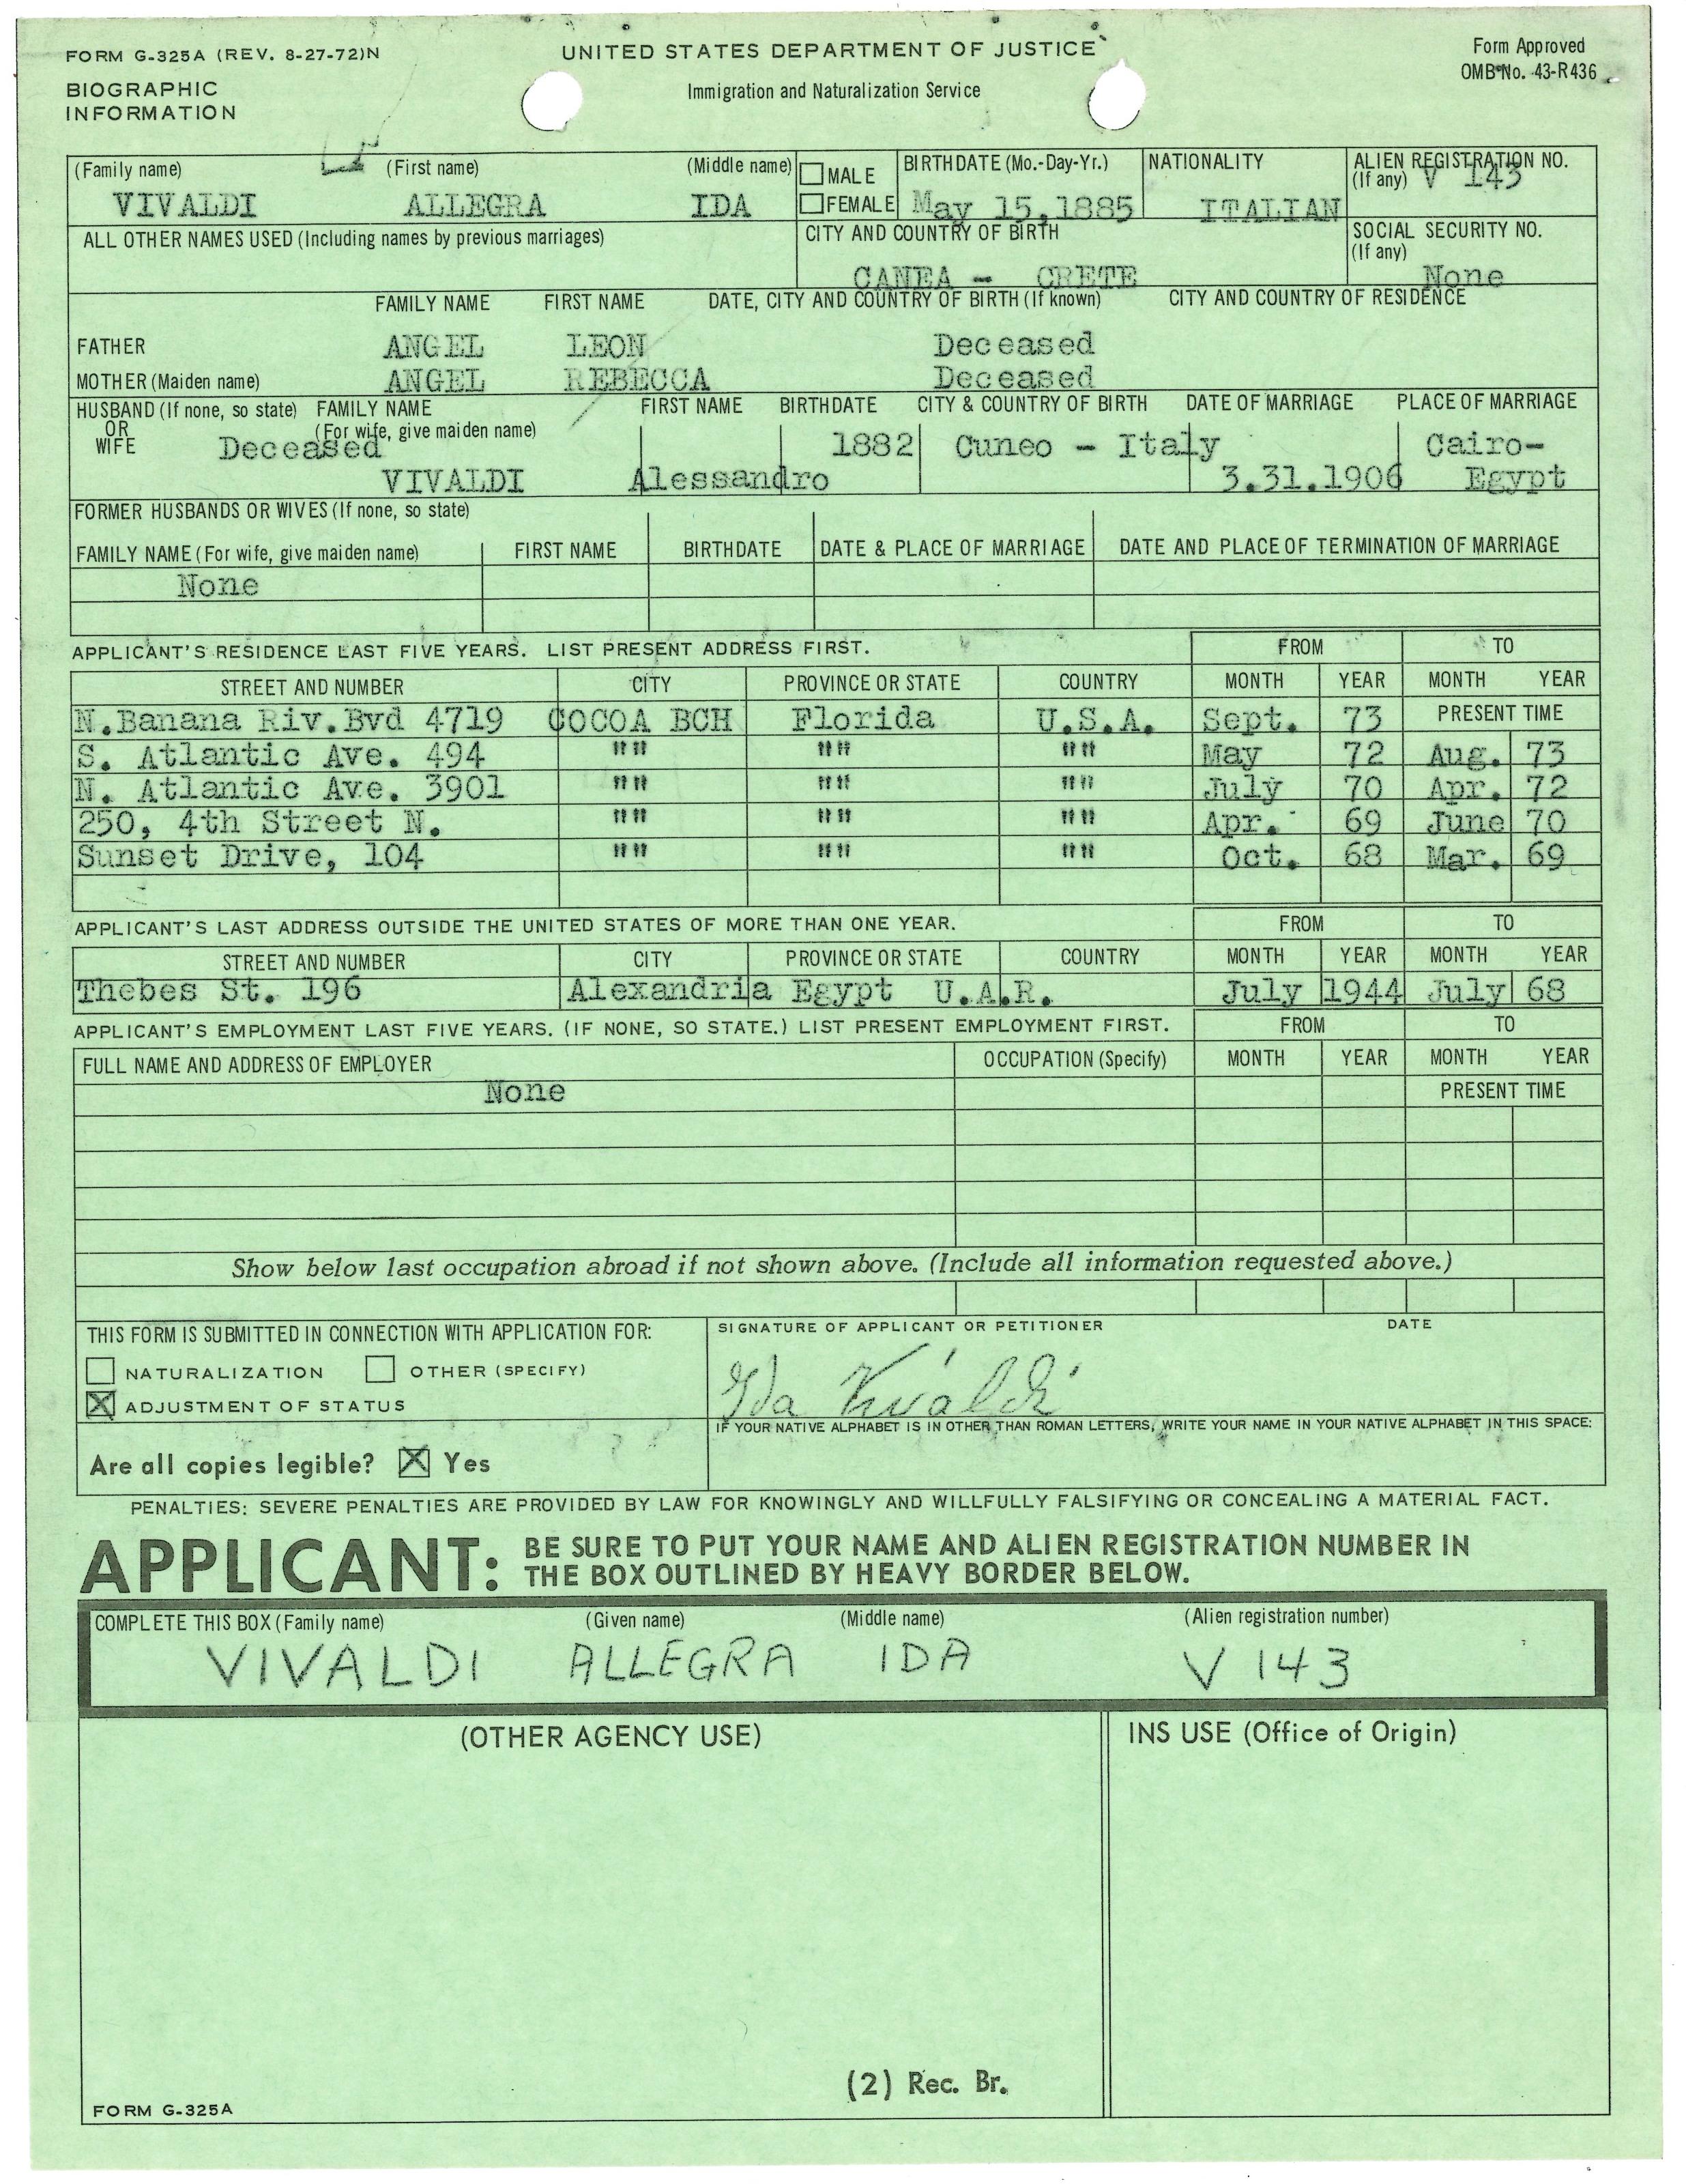 FORM G-325A (REV. 8-27-72)N
UNITED STATES DEPARTMENT OF JUSTICE
Form Approved
OMB No. 43-R436
BIOGRAPHIC
INFORMATION
Immigration and Naturalization Service
(Family name) (First name) (Middle name) MALE BIRTHDATE (Mo.-Day-Yr.) NATIONALITY ALIEN REGISTRATION NO.
(If any) V 143
VIVALDI ALLEGRA IDA FEMALE May 15,1885 ITALIAN
ALL OTHER NAMES USED (Including names by previous marriages) CITY AND COUNTRY OF BIRTH SOCIAL SECURITY NO.
(If any)
CANEA - CRETE None
FAMILY NAME FIRST NAME DATE, CITY AND COUNTRY OF BIRTH (If known) CITY AND COUNTRY OF RESIDENCE
FATHER ANGEL LEON Deceased
MOTHER (Maiden name) ANGEL REBECCA Deceased
HUSBAND (If none, so state) FAMILY NAME FIRST NAME BIRTHDATE CITY & COUNTRY OF BIRTH DATE OF MARRIAGE PLACE OF MARRIAGE
OR (For wife, give maiden name)
WIFE Deceased 1882 Cuneo - Italy Cairo-
VIVALDI Alessandro 3.31.1906 Egypt
FORMER HUSBANDS OR WIVES (If none, so state)
FAMILY NAME (For wife, give maiden name) FIRST NAME BIRTHDATE DATE & PLACE OF MARRIAGE DATE AND PLACE OF TERMINATION OF MARRIAGE
None
APPLICANT'S RESIDENCE LAST FIVE YEARS. LIST PRESENT ADDRESS FIRST. FROM TO
STREET AND NUMBER CITY PROVINCE OR STATE COUNTRY MONTH YEAR MONTH YEAR
N.Banana Riv.Bvd 4719 COCOA BCH Florida U.S.A. Sept. 73 PRESENT TIME
S. Atlantic Ave. 494 "" "" "" May 72 Aug. 73
N. Atlantic Ave. 3901 "" "" "" July 70 Apr. 72
250, 4th Street N. "" "" "" Apr. 69 June 70
Sunset Drive, 104 "" "" "" Oct. 68 Mar. 69
APPLICANT'S LAST ADDRESS OUTSIDE THE UNITED STATES OF MORE THAN ONE YEAR. FROM TO
STREET AND NUMBER CITY PROVINCE OR STATE COUNTRY MONTH YEAR MONTH YEAR
Thebes St. 196 Alexandria Egypt U.A.R. July 1944 July 68
APPLICANT'S EMPLOYMENT LAST FIVE YEARS. (IF NONE, SO STATE.) LIST PRESENT EMPLOYMENT FIRST. FROM TO
FULL NAME AND ADDRESS OF EMPLOYER OCCUPATION (Specify) MONTH YEAR MONTH YEAR
None PRESENT TIME
Show below last occupation abroad if not shown above. (Include all information requested above.)
THIS FORM IS SUBMITTED IN CONNECTION WITH APPLICATION FOR: SIGNATURE OF APPLICANT OR PETITIONER DATE
NATURALIZATION OTHER (SPECIFY)
Ida Vivaldi
X ADJUSTMENT OF STATUS
IF YOUR NATIVE ALPHABET IS IN OTHER THAN ROMAN LETTERS, WRITE YOUR NAME IN YOUR NATIVE ALPHABET IN THIS SPACE:
Are all copies legible? X Yes
PENALTIES: SEVERE PENALTIES ARE PROVIDED BY LAW FOR KNOWINGLY AND WILLFULLY FALSIFYING OR CONCEALING A MATERIAL FACT.
APPLICANT: BE SURE TO PUT YOUR NAME AND ALIEN REGISTRATION NUMBER IN
THE BOX OUTLINED BY HEAVY BORDER BELOW.
COMPLETE THIS BOX (Family name) (Given name) (Middle name) (Alien registration number)
VIVALDI ALLEGRA IDA V 143
(OTHER AGENCY USE) INS USE (Office of Origin)
(2) Rec. Br.
FORM G-325A